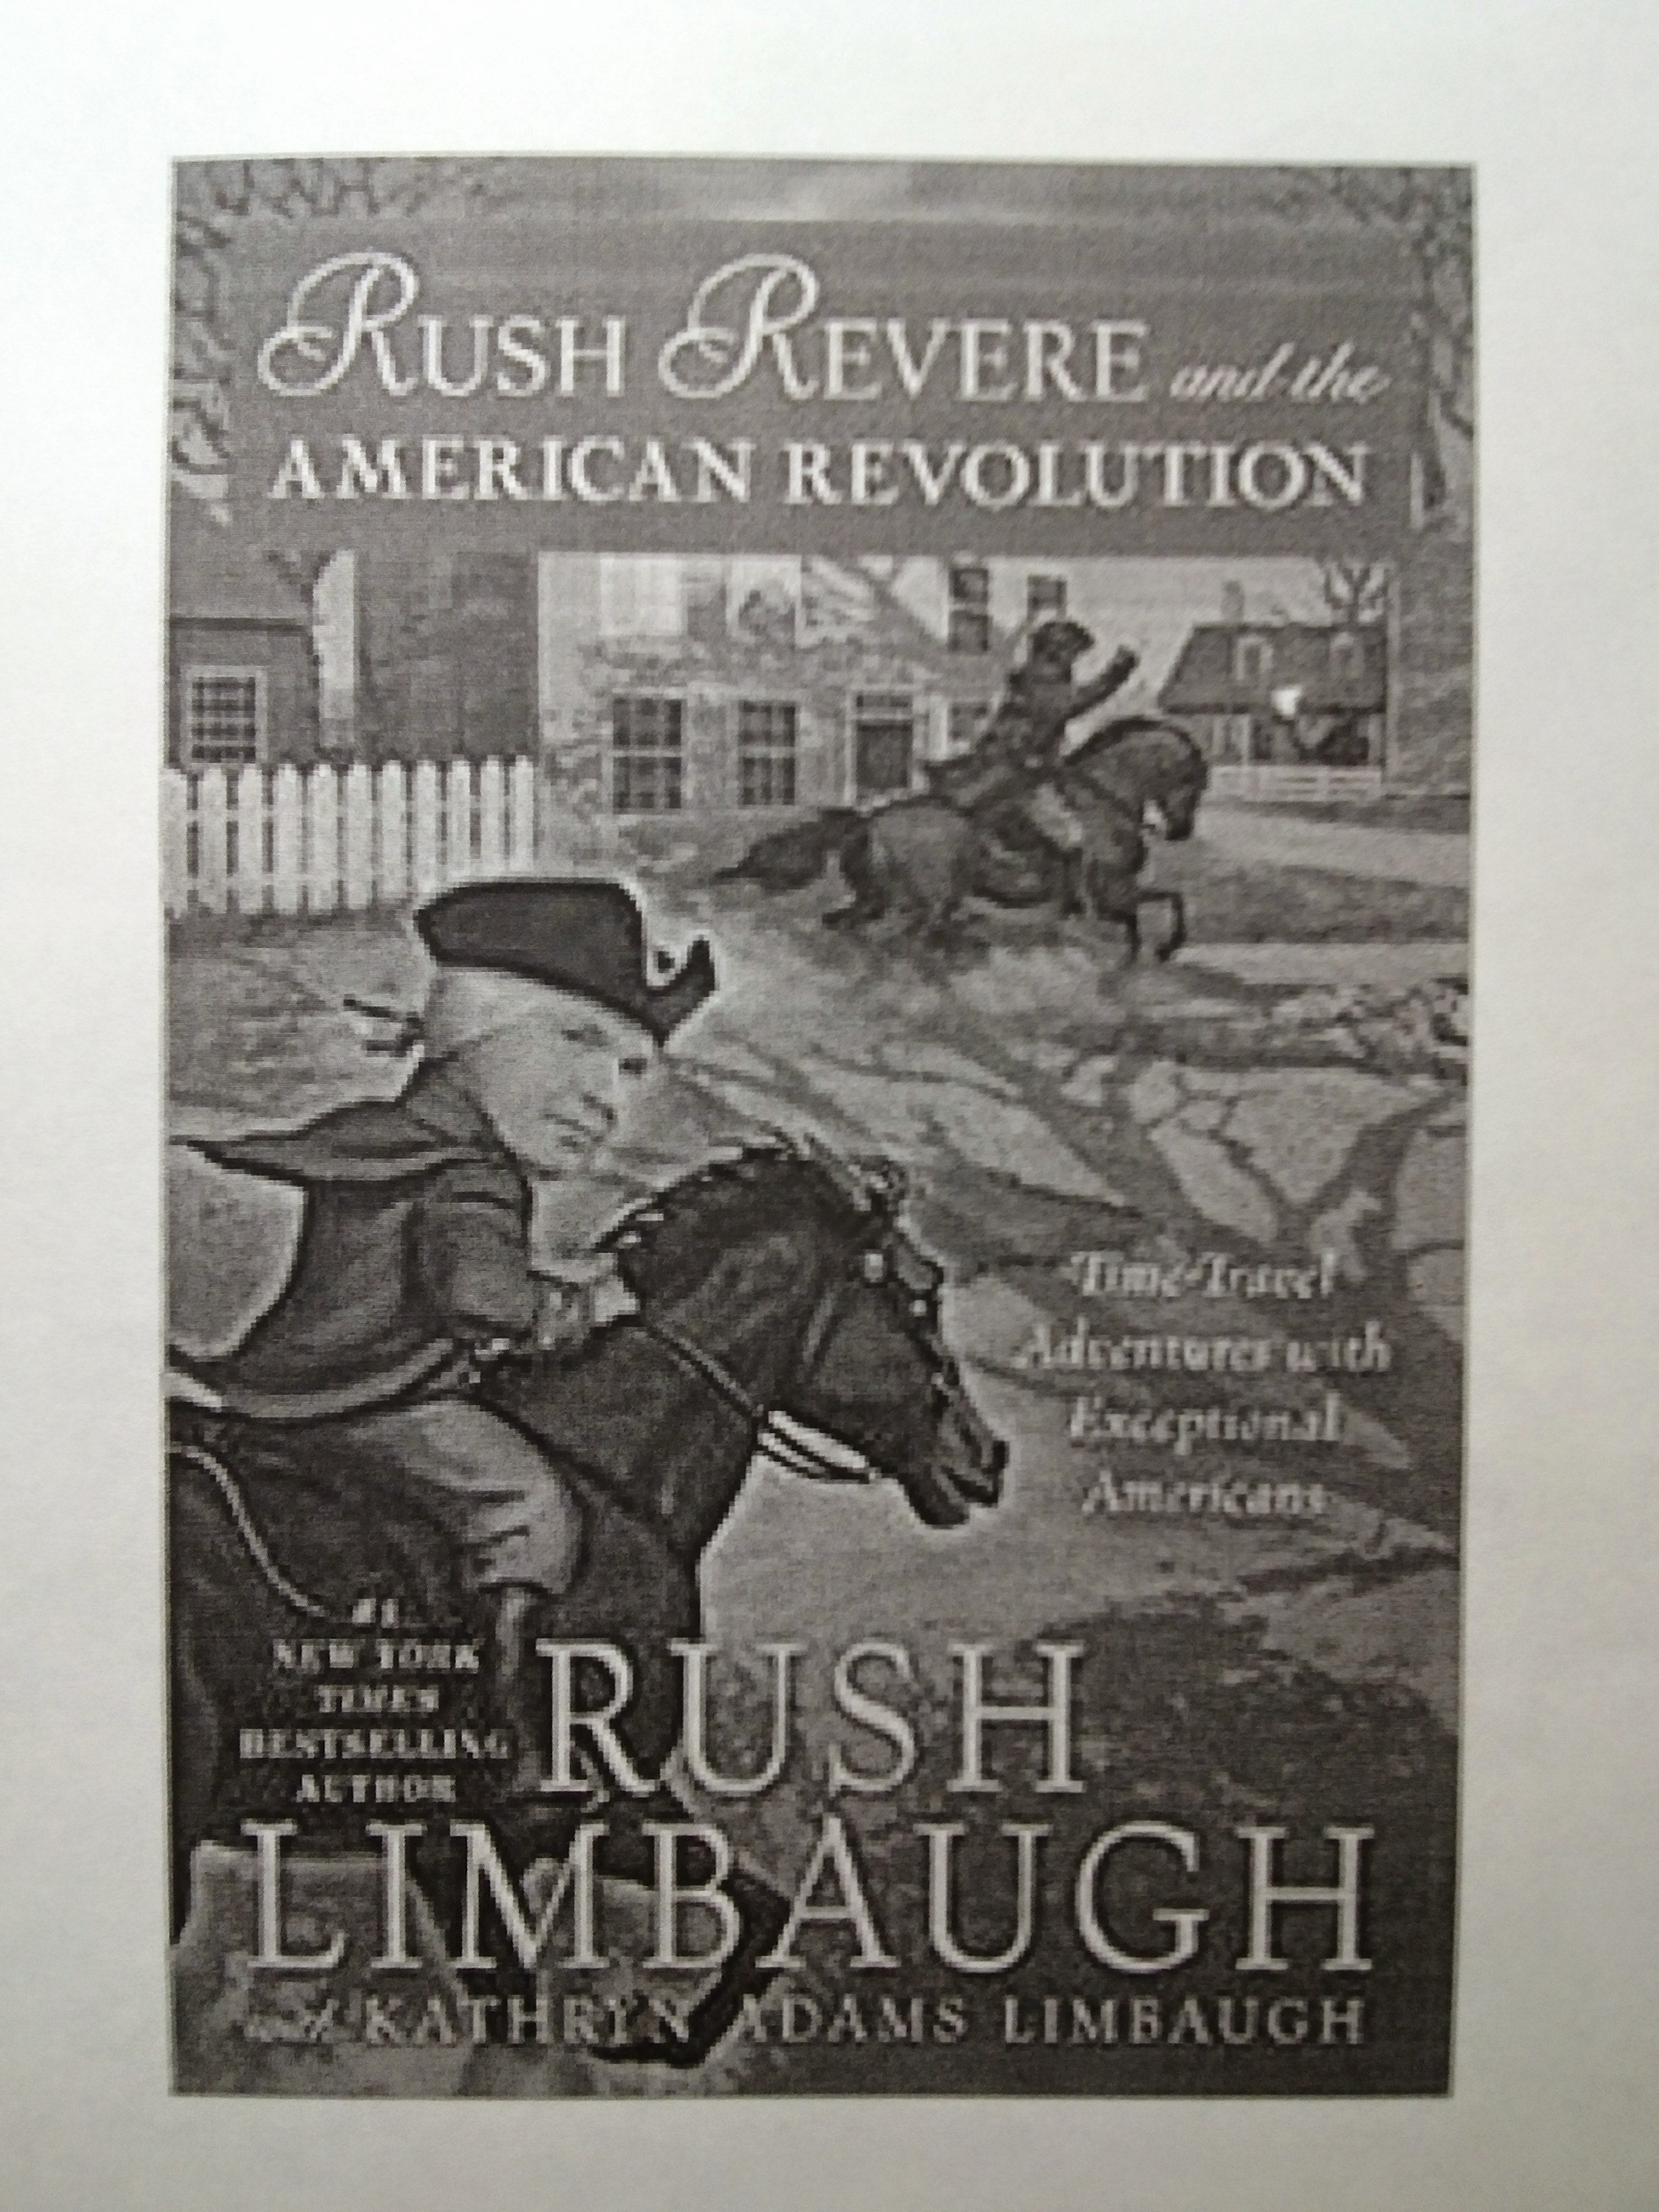 RUSH REVERE and the
AMERICAN REVOLUTION
Time-Travel
Adventures with
Exceptional
Americans
#1
NEW YORK
TIMES
BESTSELLING
AUTHOR
RUSH
LIMBAUGH
with KATHRYN ADAMS LIMBAUGH